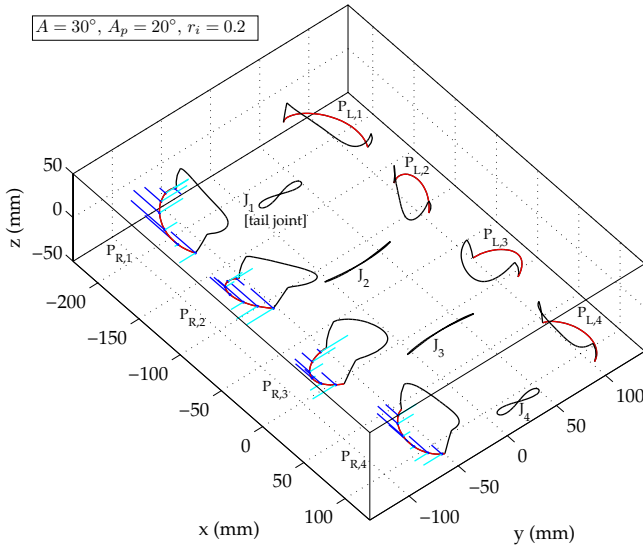 A = 30°, A_p = 20°, r_i = 0.2
P_L,1
P_L,2
J_1
[tail joint]
50
0
−50
z (mm)
P_R,1
P_L,3
J_2
P_L,4
P_R,2
J_3
P_R,3
J_4
P_R,4
−200
−150
−100
−50
0
50
100
x (mm)
−100
−50
0
50
100
y (mm)